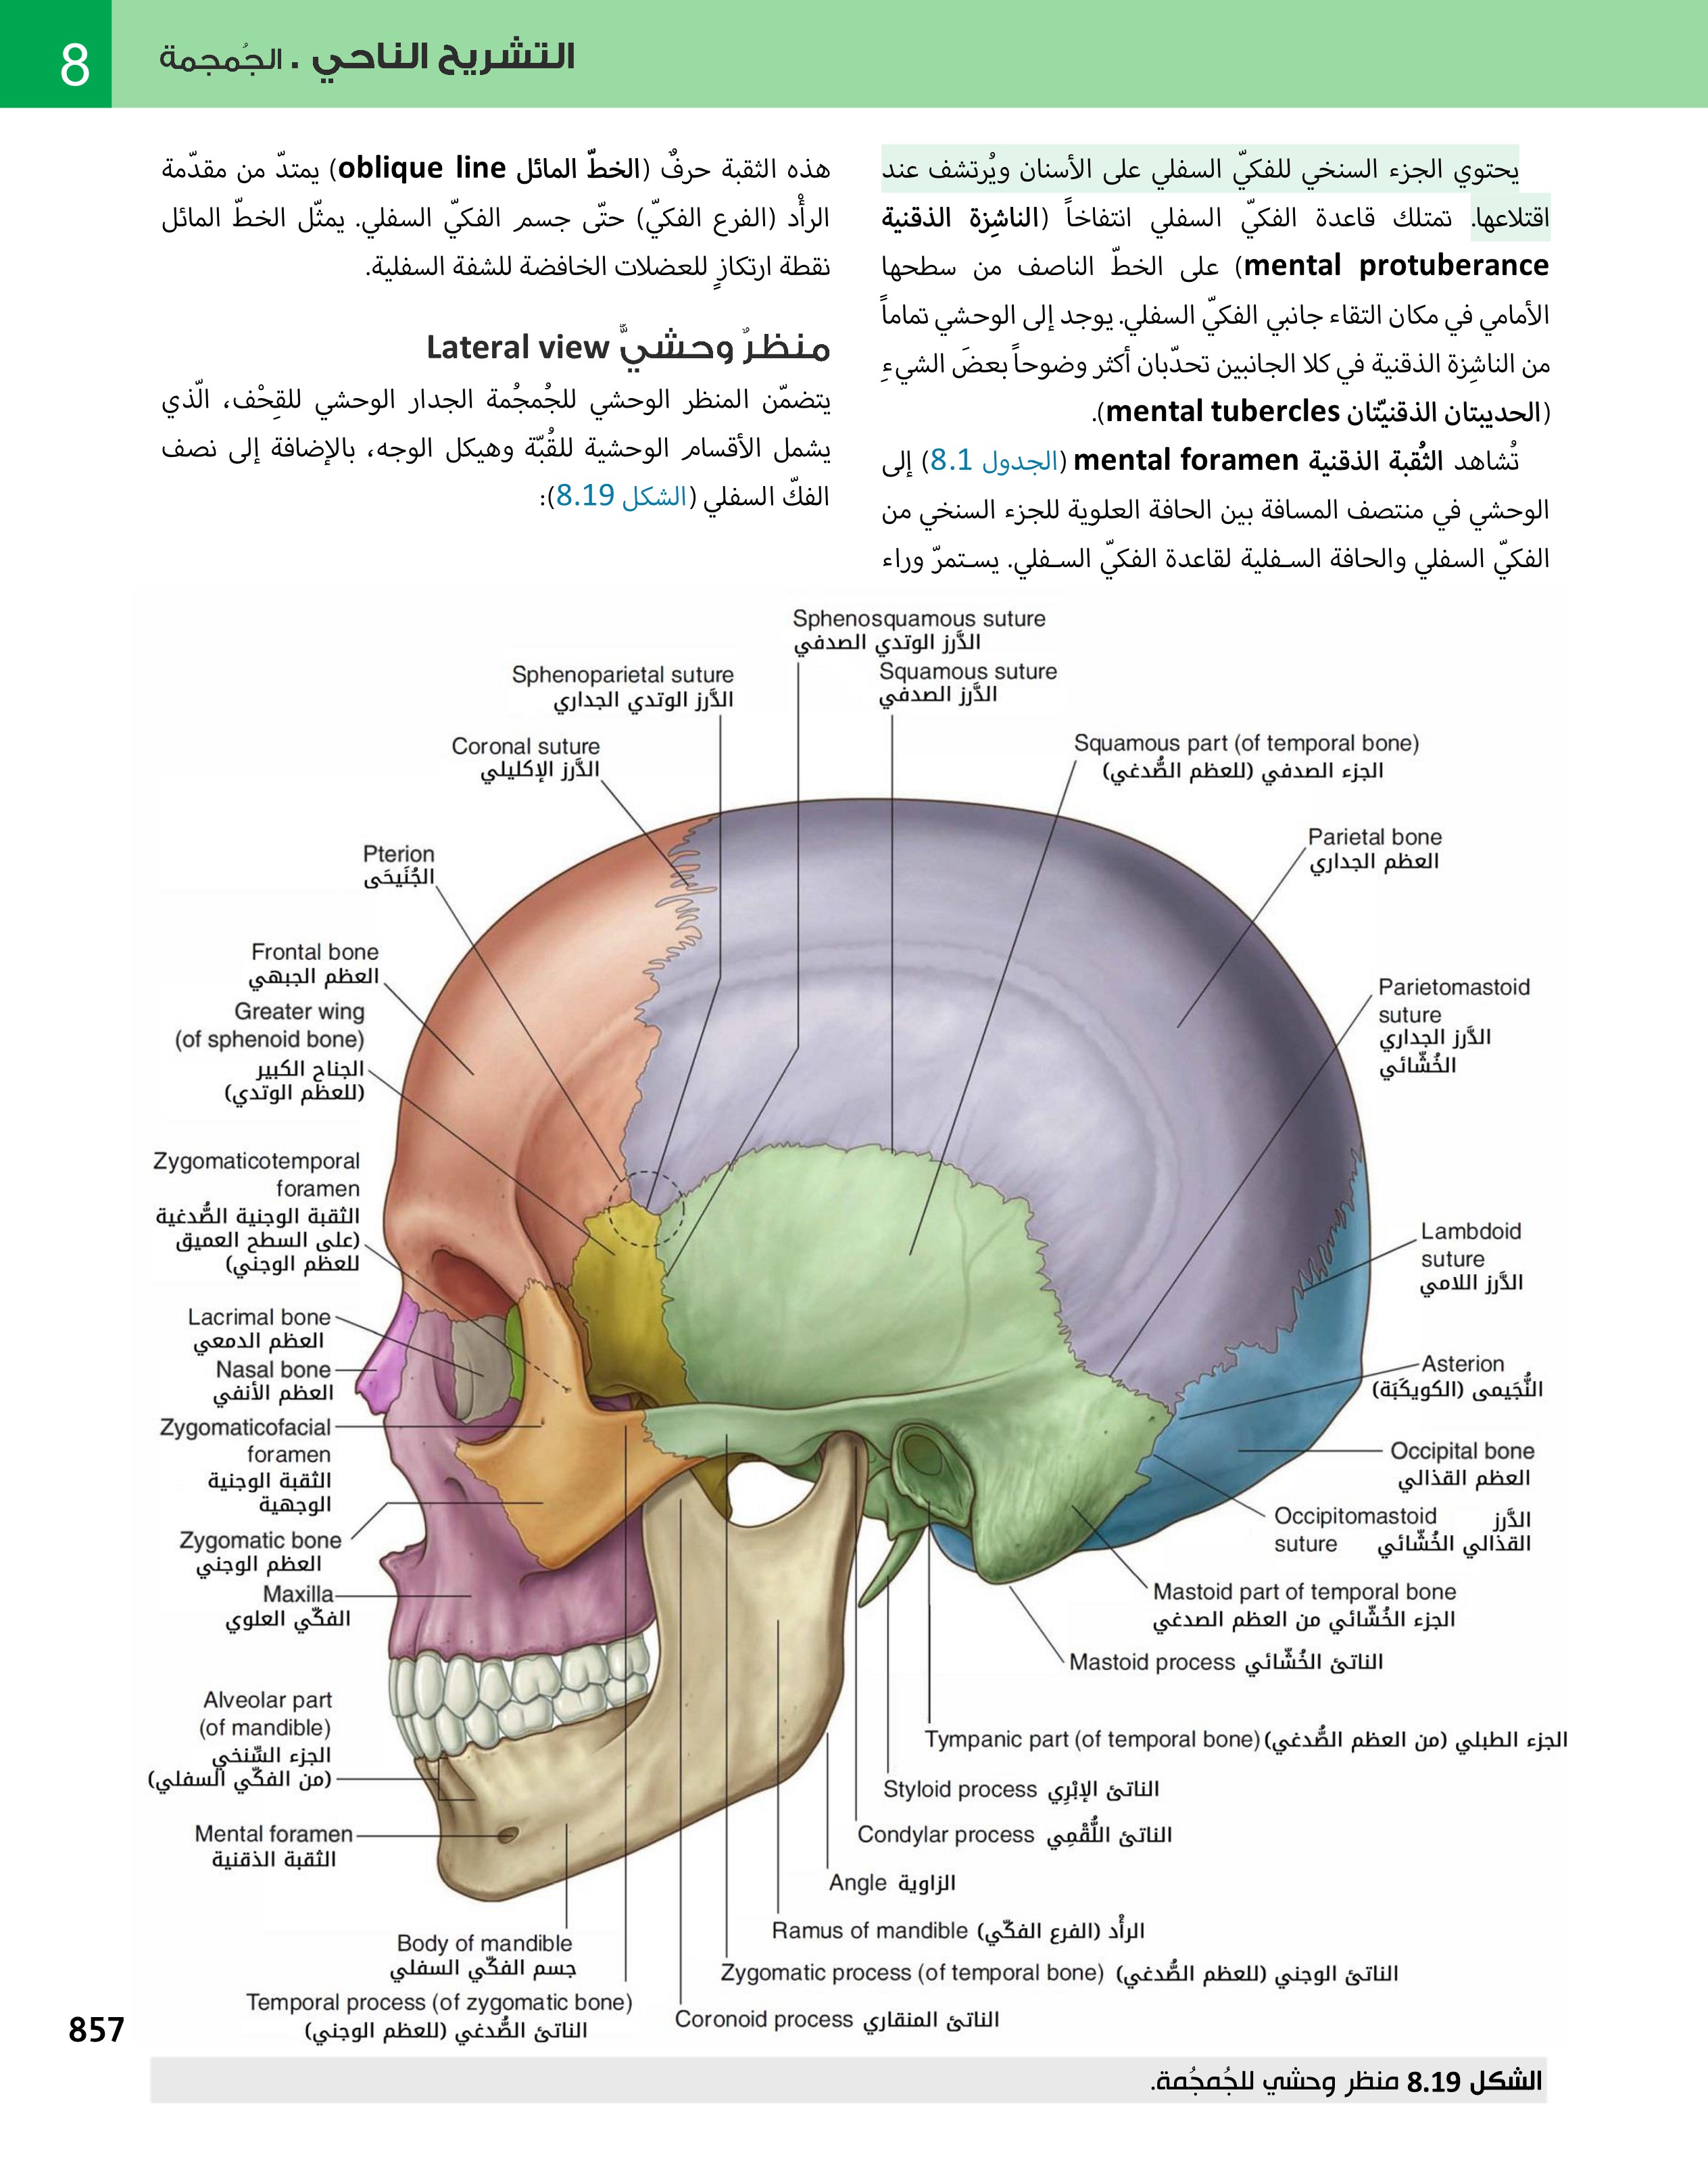 8
التشريح الناحي . الجُمجمة
يحتوي الجزء السنخي للفكيّ السفلي على الأسنان ويُرتشف عند
اقتلاعها. تمتلك قاعدة الفكيّ السفلي انتفاخاً (الناشِزة الذقنية
mental protuberance) على الخطّ الناصف من سطحها
الأمامي في مكان التقاء جانبي الفكيّ السفلي. يوجد إلى الوحشي تماماً
من الناشِزة الذقنية في كلا الجانبين تحدّبان أكثر وضوحاً بعضَ الشيءِ
(الحديبتان الذقنيّتان mental tubercles).
تُشاهد الثُقبة الذقنية mental foramen (الجدول 8.1) إلى
الوحشي في منتصف المسافة بين الحافة العلوية للجزء السنخي من
الفكيّ السفلي والحافة السفلية لقاعدة الفكيّ السفلي. يستمرّ وراء
هذه الثقبة حرفٌ (الخطّ المائل oblique line) يمتدّ من مقدّمة
الرأْد (الفرع الفكيّ) حتّى جسم الفكيّ السفلي. يمثّل الخطّ المائل
نقطة ارتكازٍ للعضلات الخافضة للشفة السفلية.
منظرٌ وحشيٌّ Lateral view
يتضمّن المنظر الوحشي للجُمجُمة الجدار الوحشي للقِحْف، الّذي
يشمل الأقسام الوحشية للقُبّة وهيكل الوجه، بالإضافة إلى نصف
الفكّ السفلي (الشكل 8.19):
Sphenosquamous suture
الدَّرز الوتدي الصدفي
Squamous suture
الدَّرز الصدفي
Sphenoparietal suture
الدَّرز الوتدي الجداري
Coronal suture
الدَّرز الإكليلي
Squamous part (of temporal bone)
الجزء الصدفي (للعظم الصُّدغي)
Parietal bone
العظم الجداري
Pterion
الجُنَيحَى
Frontal bone
العظم الجبهي
Greater wing
(of sphenoid bone)
الجناح الكبير
(للعظم الوتدي)
Parietomastoid
suture
الدَّرز الجداري
الخُشّائي
Zygomaticotemporal
foramen
الثقبة الوجنية الصُّدغية
(على السطح العميق
للعظم الوجني)
Lambdoid
suture
الدَّرز اللامي
Lacrimal bone
العظم الدمعي
Nasal bone
العظم الأنفي
Asterion
النُّجَيمى (الكويكَبَة)
Zygomaticofacial
foramen
الثقبة الوجنية
الوجهية
Occipital bone
العظم القذالي
Zygomatic bone
العظم الوجني
Occipitomastoid
suture
الدَّرز
القذالي الخُشّائي
Maxilla
الفكّي العلوي
Mastoid part of temporal bone
الجزء الخُشّائي من العظم الصدغي
Mastoid process الناتئ الخُشّائي
Alveolar part
(of mandible)
الجزء السِّنخي
(من الفكّي السفلي)
Tympanic part (of temporal bone) الجزء الطبلي (من العظم الصُّدغي)
Styloid process الناتئ الإبْرِي
Mental foramen
الثقبة الذقنية
Condylar process الناتئ اللُّقْمِي
Angle الزاوية
Ramus of mandible الرأْد (الفرع الفكّي)
Body of mandible
جسم الفكّي السفلي
Zygomatic process (of temporal bone) الناتئ الوجني (للعظم الصُّدغي)
Temporal process (of zygomatic bone)
الناتئ الصُّدغي (للعظم الوجني)
Coronoid process الناتئ المنقاري
857
الشكل 8.19 منظر وحشي للجُمجُمة.